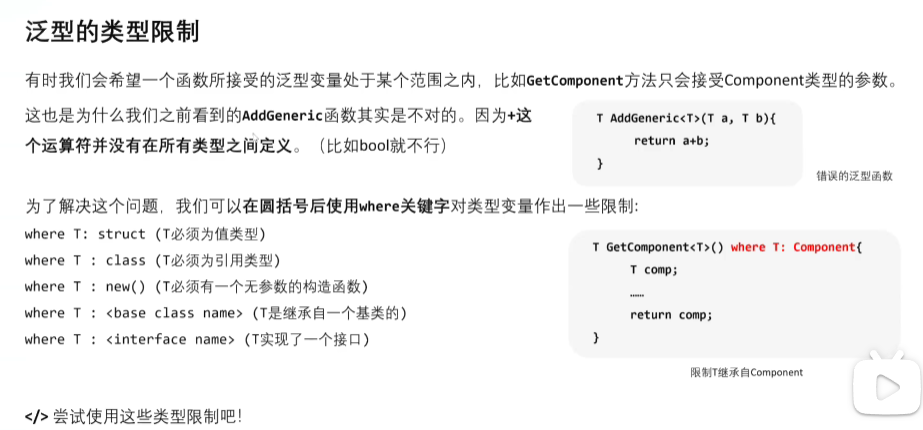 泛型的类型限制
有时我们会希望一个函数所接受的泛型变量处于某个范围之内，比如GetComponent方法只会接受Component类型的参数。
这也是为什么我们之前看到的AddGeneric函数其实是不对的。因为+这
个运算符并没有在所有类型之间定义。（比如bool就不行）
T AddGeneric<T>(T a, T b){
return a+b;
}
错误的泛型函数
为了解决这个问题，我们可以在圆括号后使用where关键字对类型变量作出一些限制:
where T: struct (T必须为值类型)
where T : class (T必须为引用类型)
where T : new() (T必须有一个无参数的构造函数)
where T : <base class name> (T是继承自一个基类的)
where T : <interface name> (T实现了一个接口)
T GetComponent<T>() where T: Component{
T comp;
……
return comp;
}
限制T继承自Component
</> 尝试使用这些类型限制吧！